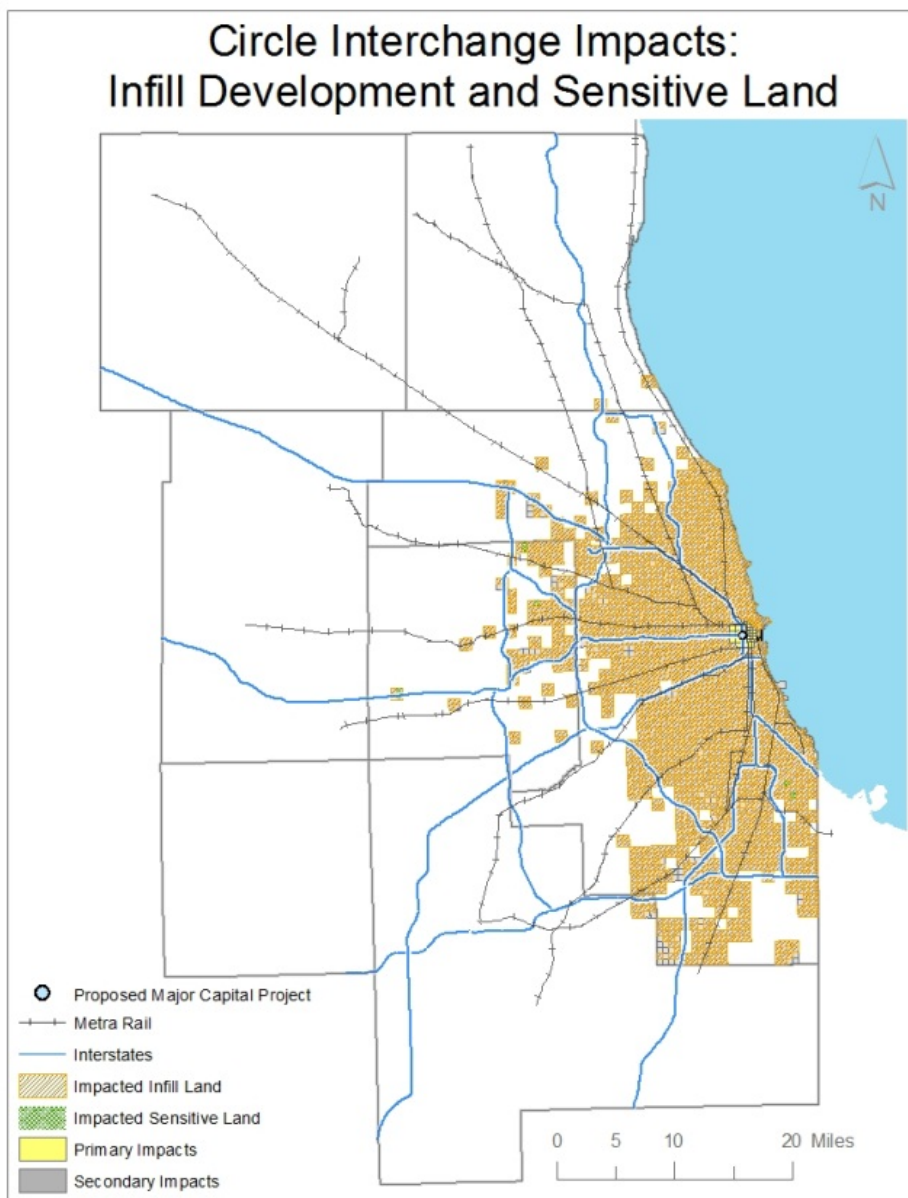 Circle Interchange Impacts:
Infill Development and Sensitive Land
N
Proposed Major Capital Project
Metra Rail
Interstates
Impacted Infill Land
Impacted Sensitive Land
Primary Impacts
Secondary Impacts
0 5 10 20 Miles